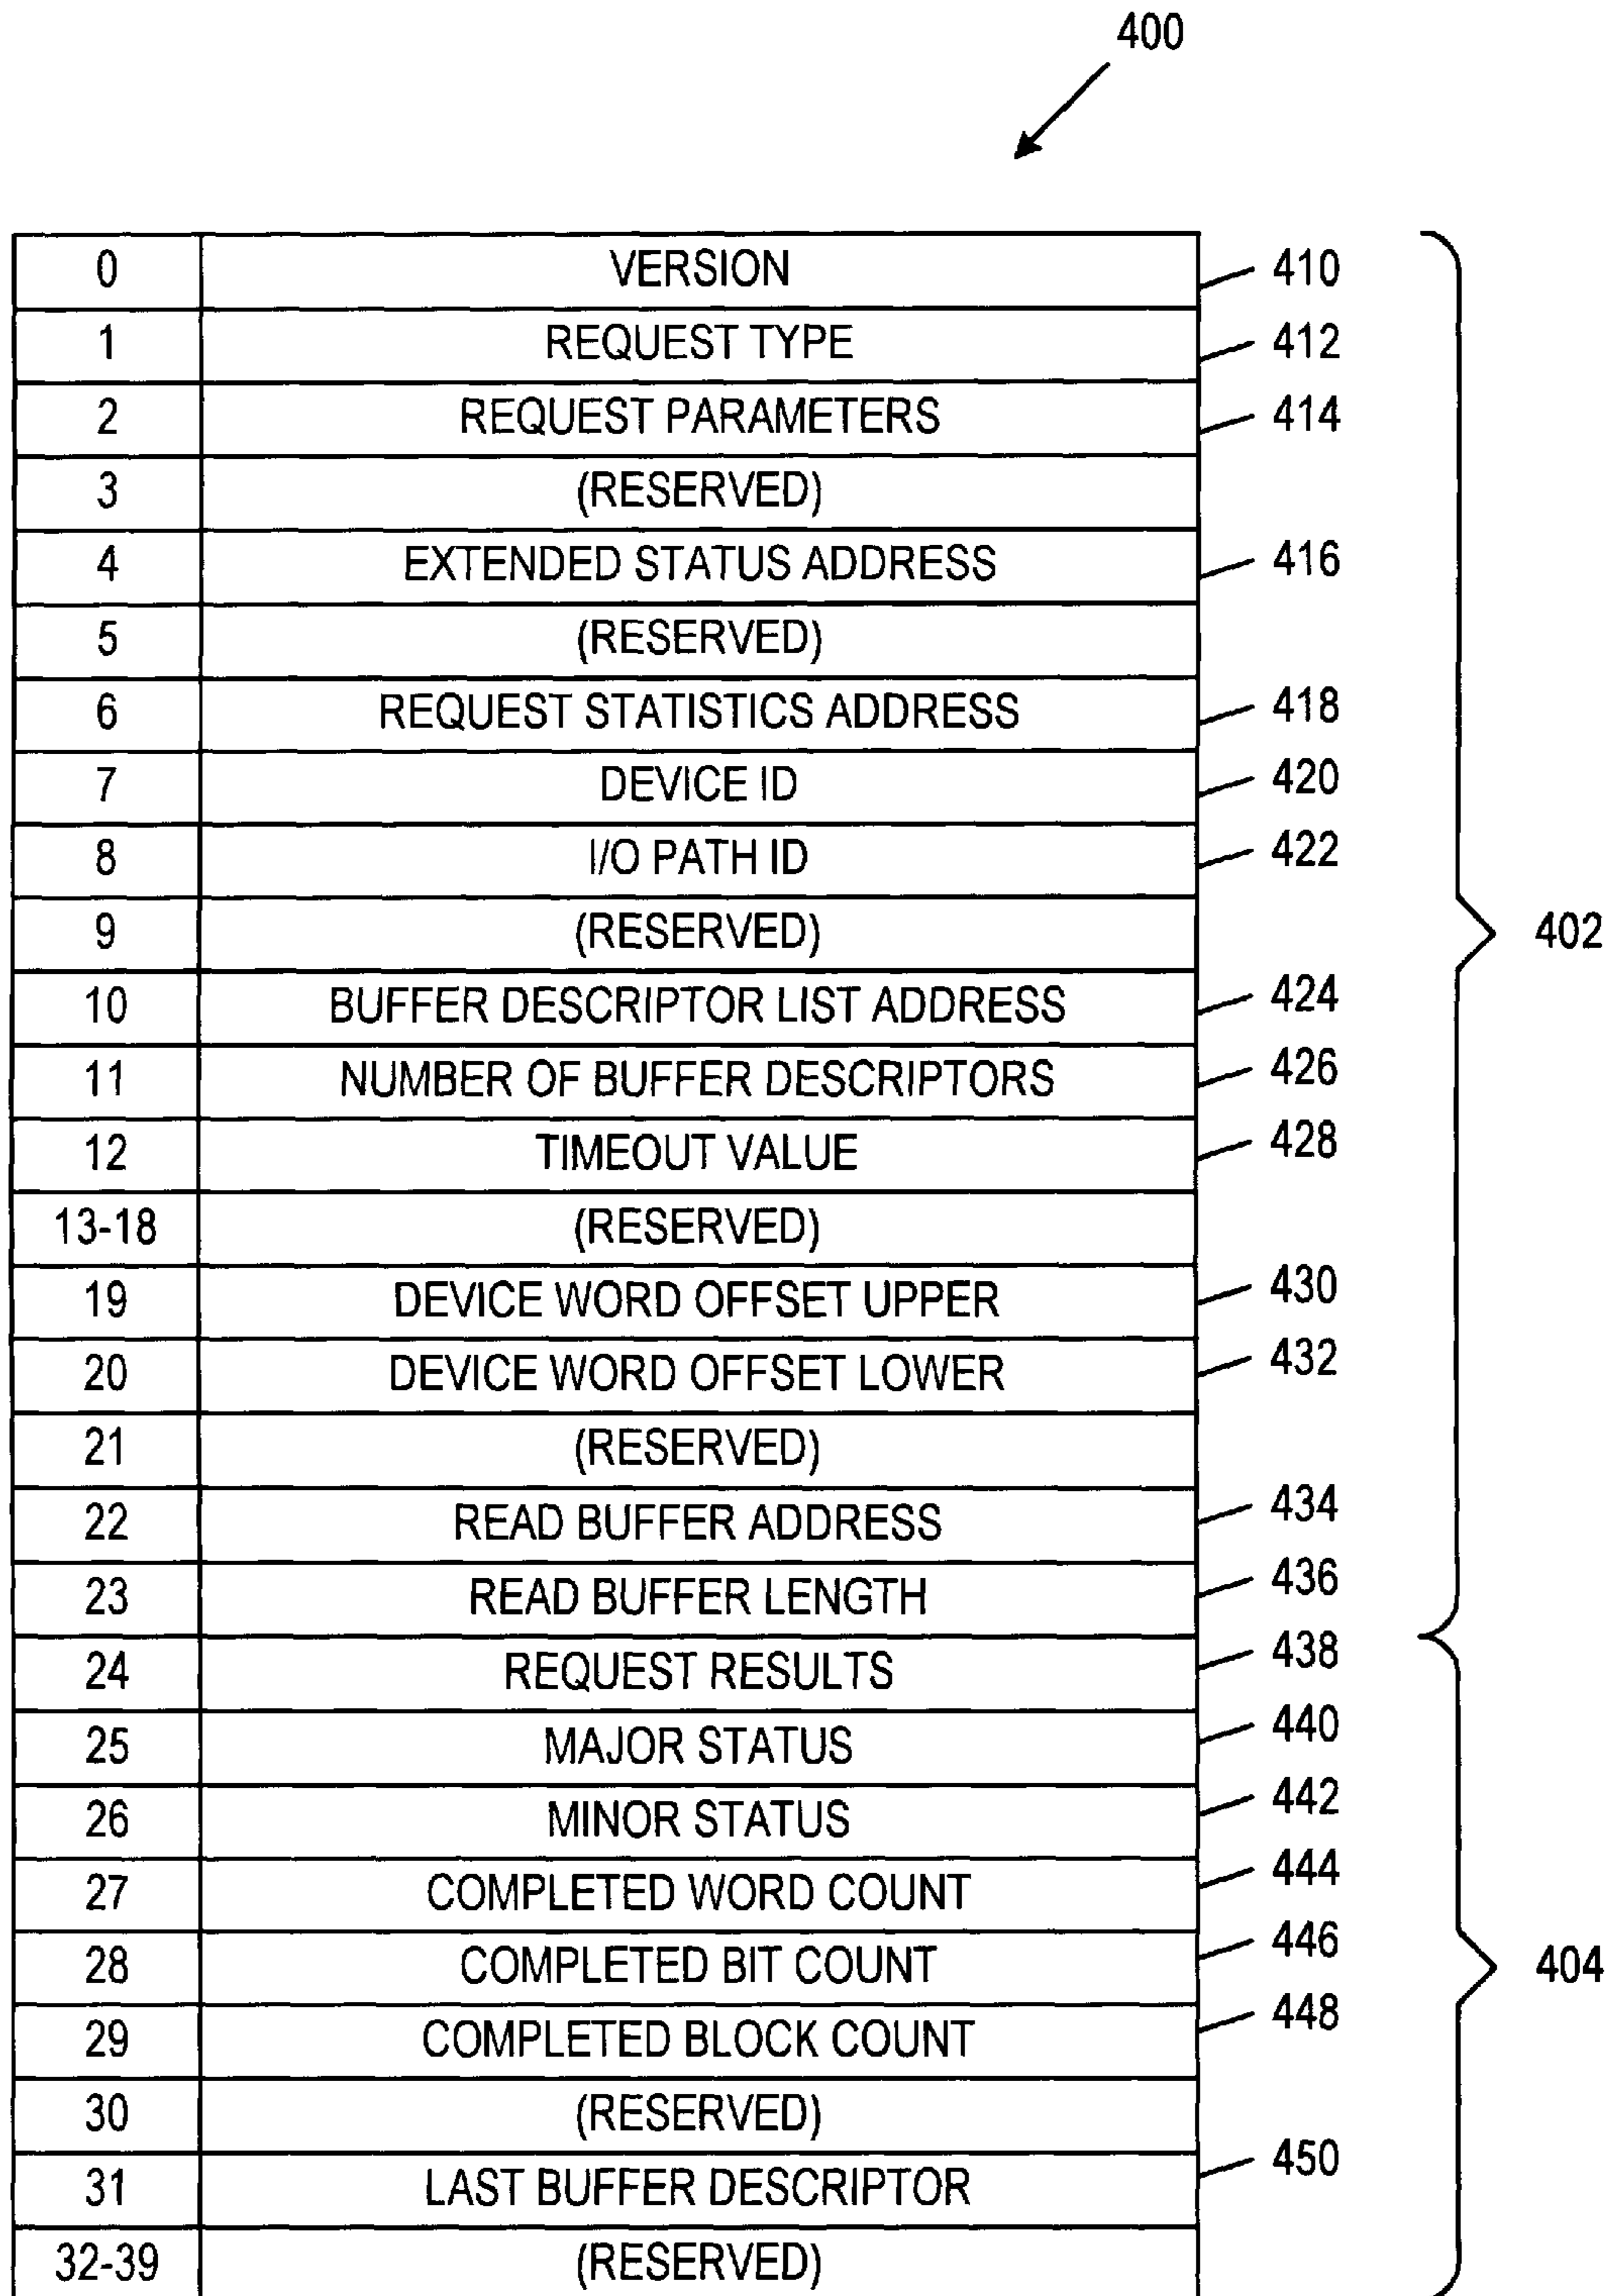 400
0 VERSION 410
1 REQUEST TYPE 412
2 REQUEST PARAMETERS 414
3 (RESERVED)
4 EXTENDED STATUS ADDRESS 416
5 (RESERVED)
6 REQUEST STATISTICS ADDRESS 418
7 DEVICE ID 420
8 I/O PATH ID 422
9 (RESERVED) 402
10 BUFFER DESCRIPTOR LIST ADDRESS 424
11 NUMBER OF BUFFER DESCRIPTORS 426
12 TIMEOUT VALUE 428
13-18 (RESERVED)
19 DEVICE WORD OFFSET UPPER 430
20 DEVICE WORD OFFSET LOWER 432
21 (RESERVED)
22 READ BUFFER ADDRESS 434
23 READ BUFFER LENGTH 436
24 REQUEST RESULTS 438
25 MAJOR STATUS 440
26 MINOR STATUS 442
27 COMPLETED WORD COUNT 444
28 COMPLETED BIT COUNT 446 404
29 COMPLETED BLOCK COUNT 448
30 (RESERVED)
31 LAST BUFFER DESCRIPTOR 450
32-39 (RESERVED)